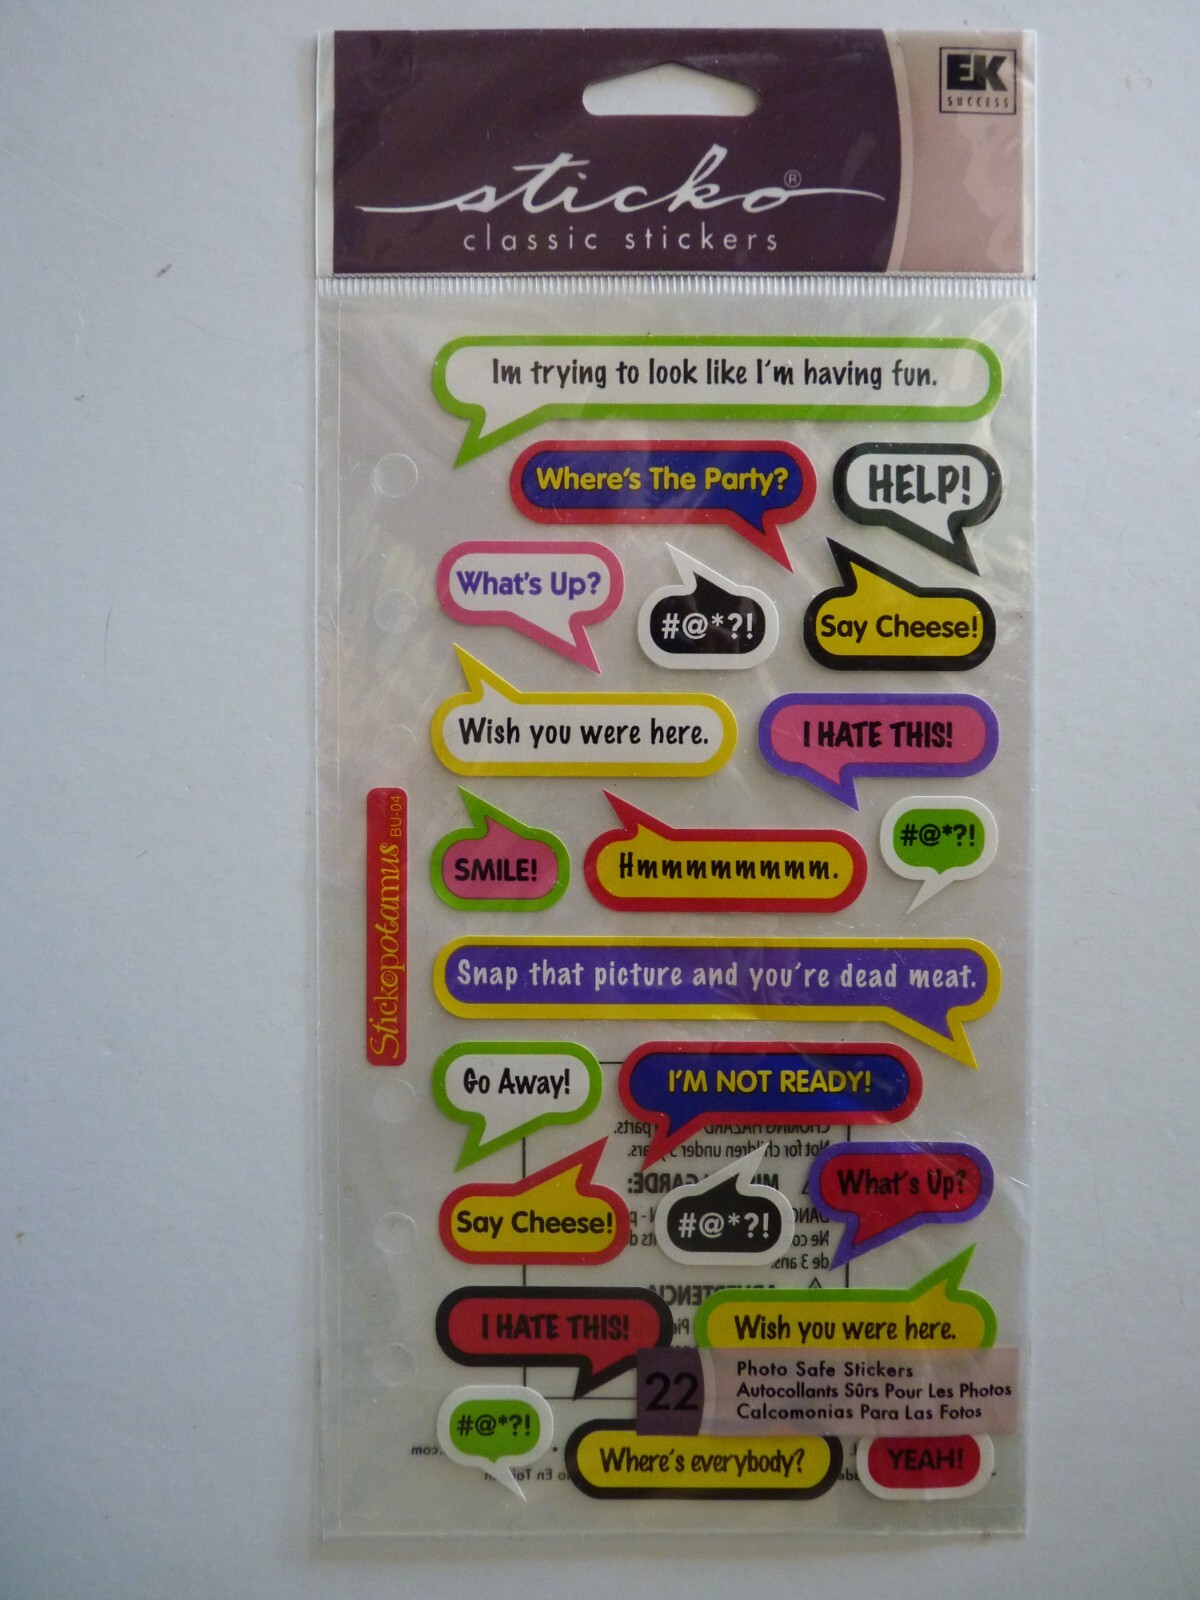 EK
SUCCESS
sticko®
classic stickers
Im trying to look like I'm having fun.
Where's The Party?
HELP!
What's Up?
#@*?!
Say Cheese!
Wish you were here.
I HATE THIS!
SMILE!
Hmmmmmmmm.
#@*?!
Stickopotamus BU-04
Snap that picture and you're dead meat.
Go Away!
I'M NOT READY!
Say Cheese!
#@*?!
What's Up?
I HATE THIS!
Wish you were here.
22
Photo Safe Stickers
Autocollants Sûrs Pour Les Photos
Calcomonias Para Las Fotos
#@*?!
Where's everybody?
YEAH!